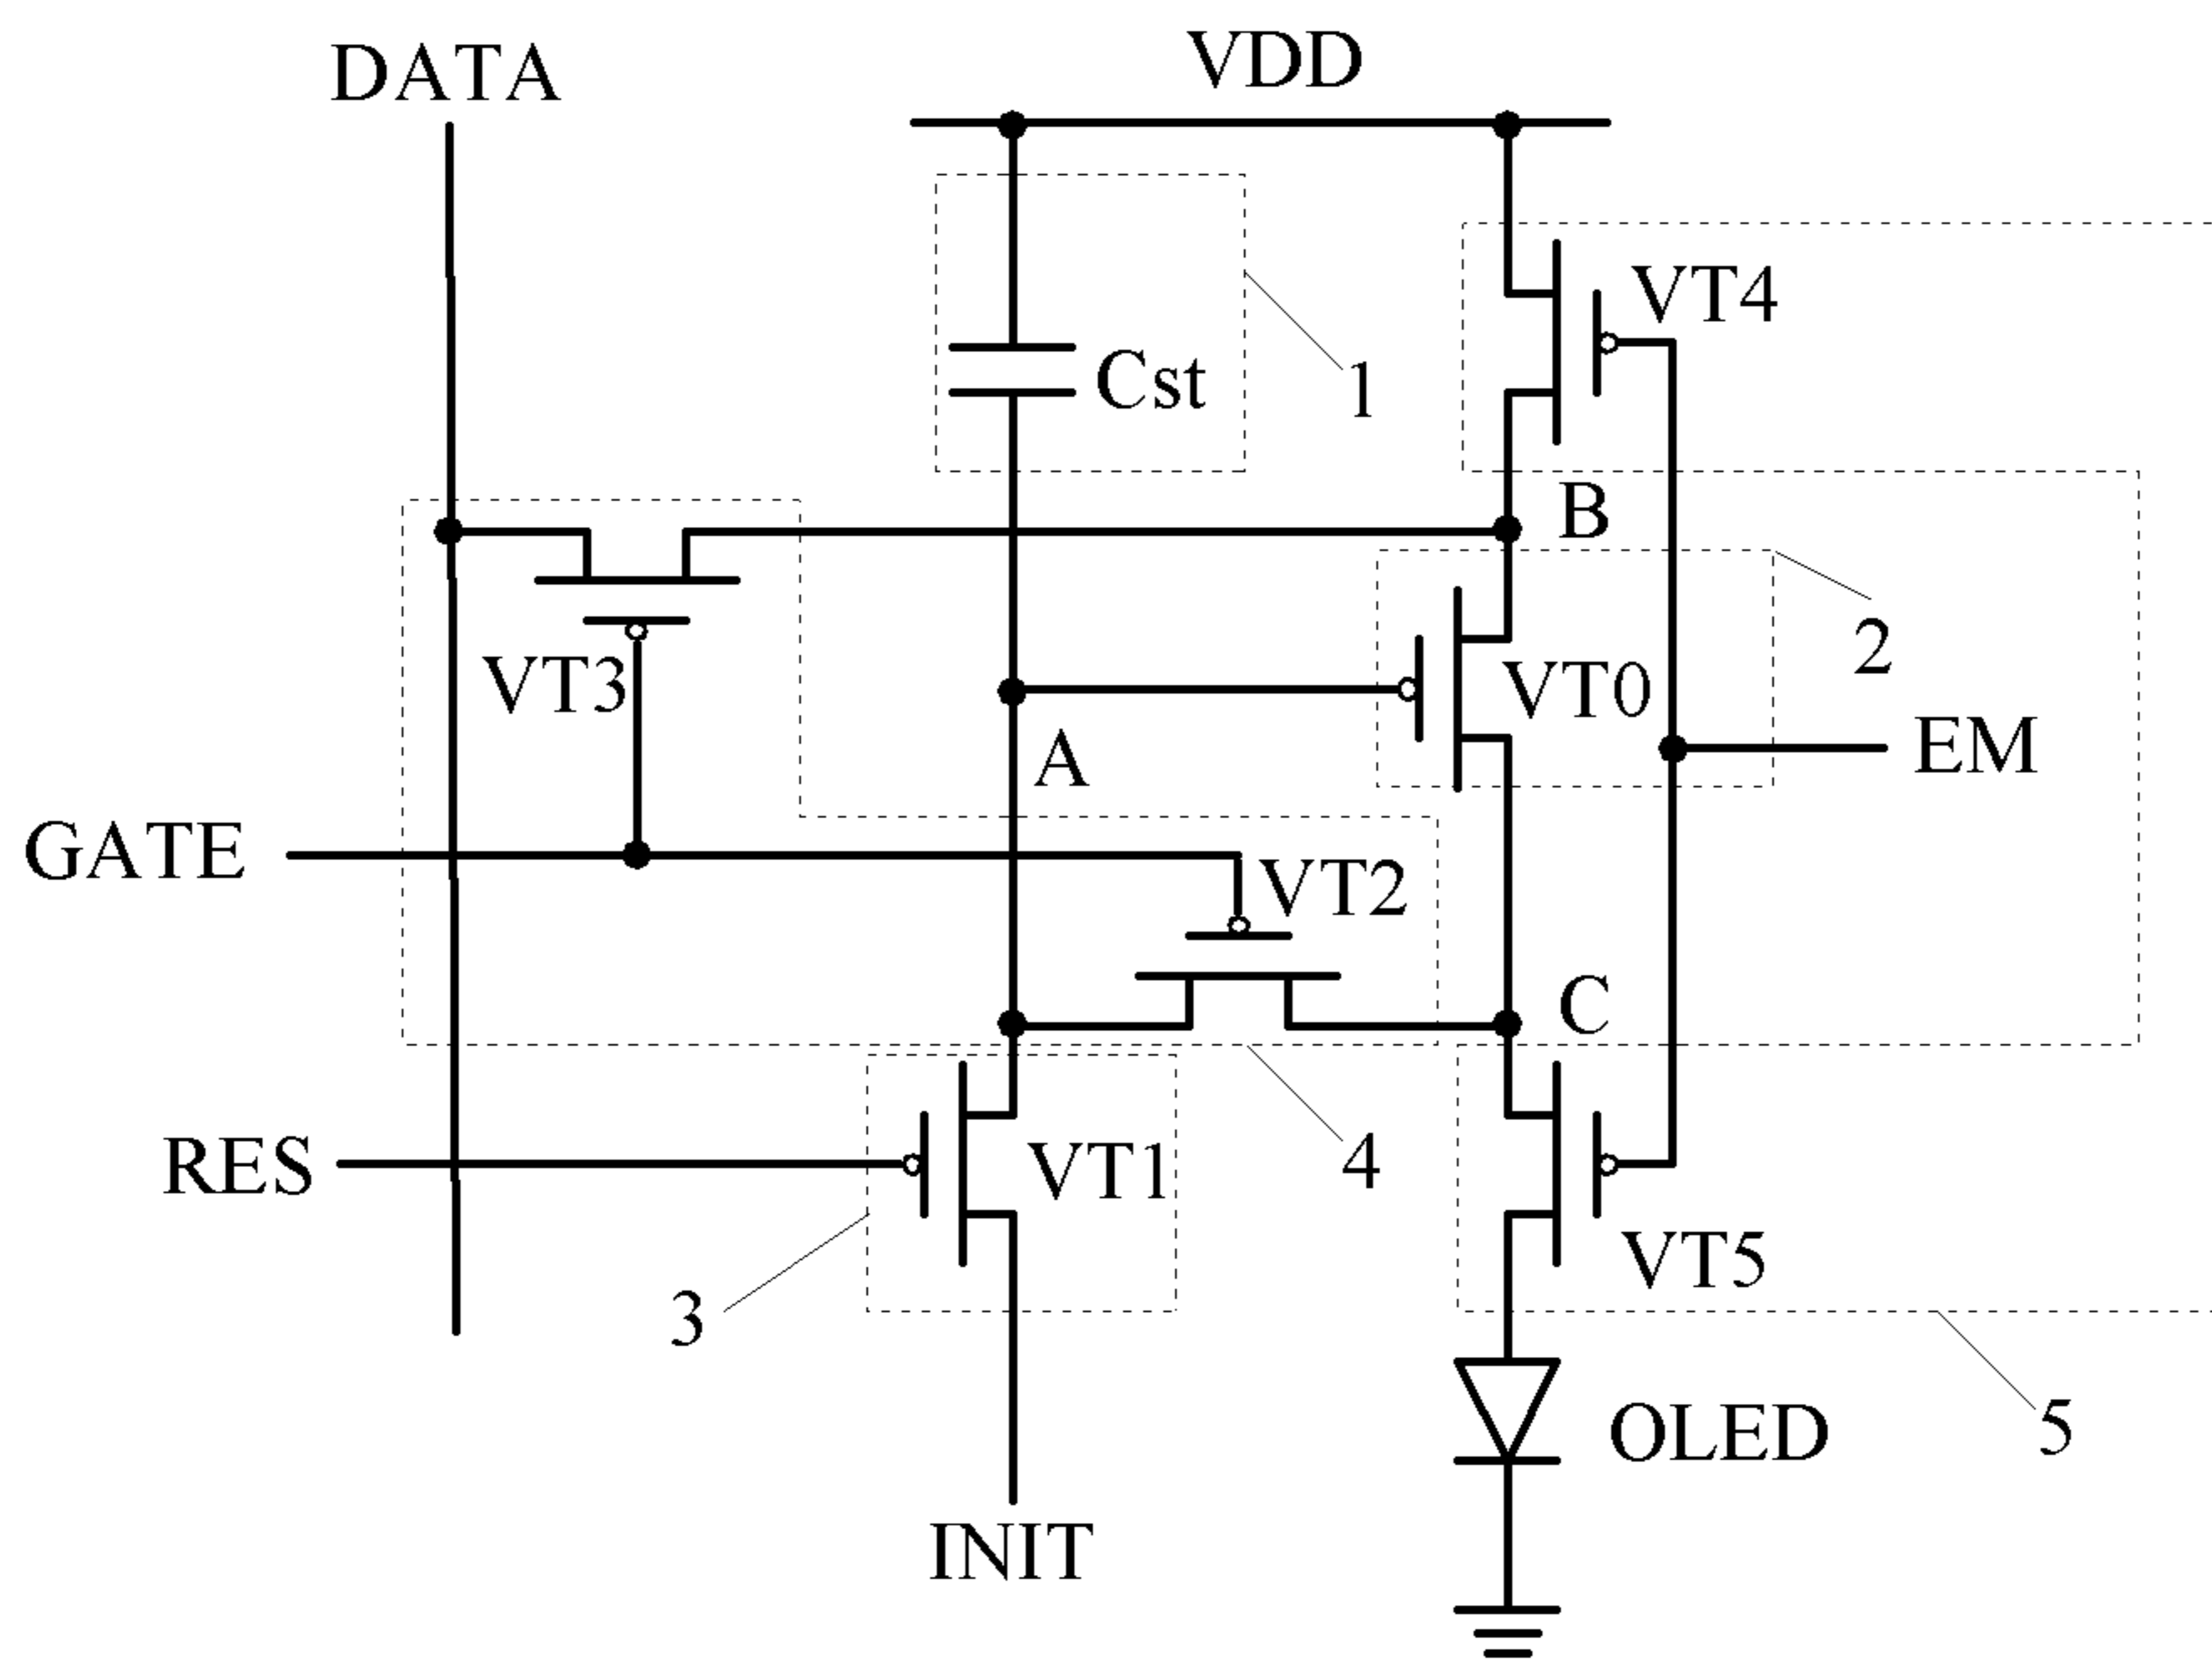 VDD
DATA
VT4
Cst
1
B
2
VT3
VT0
EM
A
GATE
VT2
C
4
RES
VT1
VT5
3
5
OLED
INIT